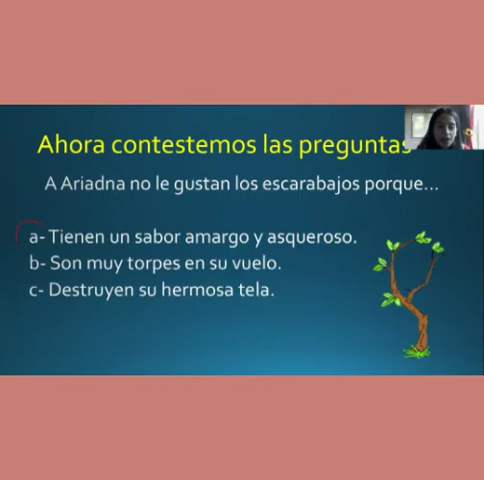 Ahora contestemos las preguntas
A Ariadna no le gustan los escarabajos porque...
a- Tienen un sabor amargo y asqueroso.
b- Son muy torpes en su vuelo.
c- Destruyen su hermosa tela.